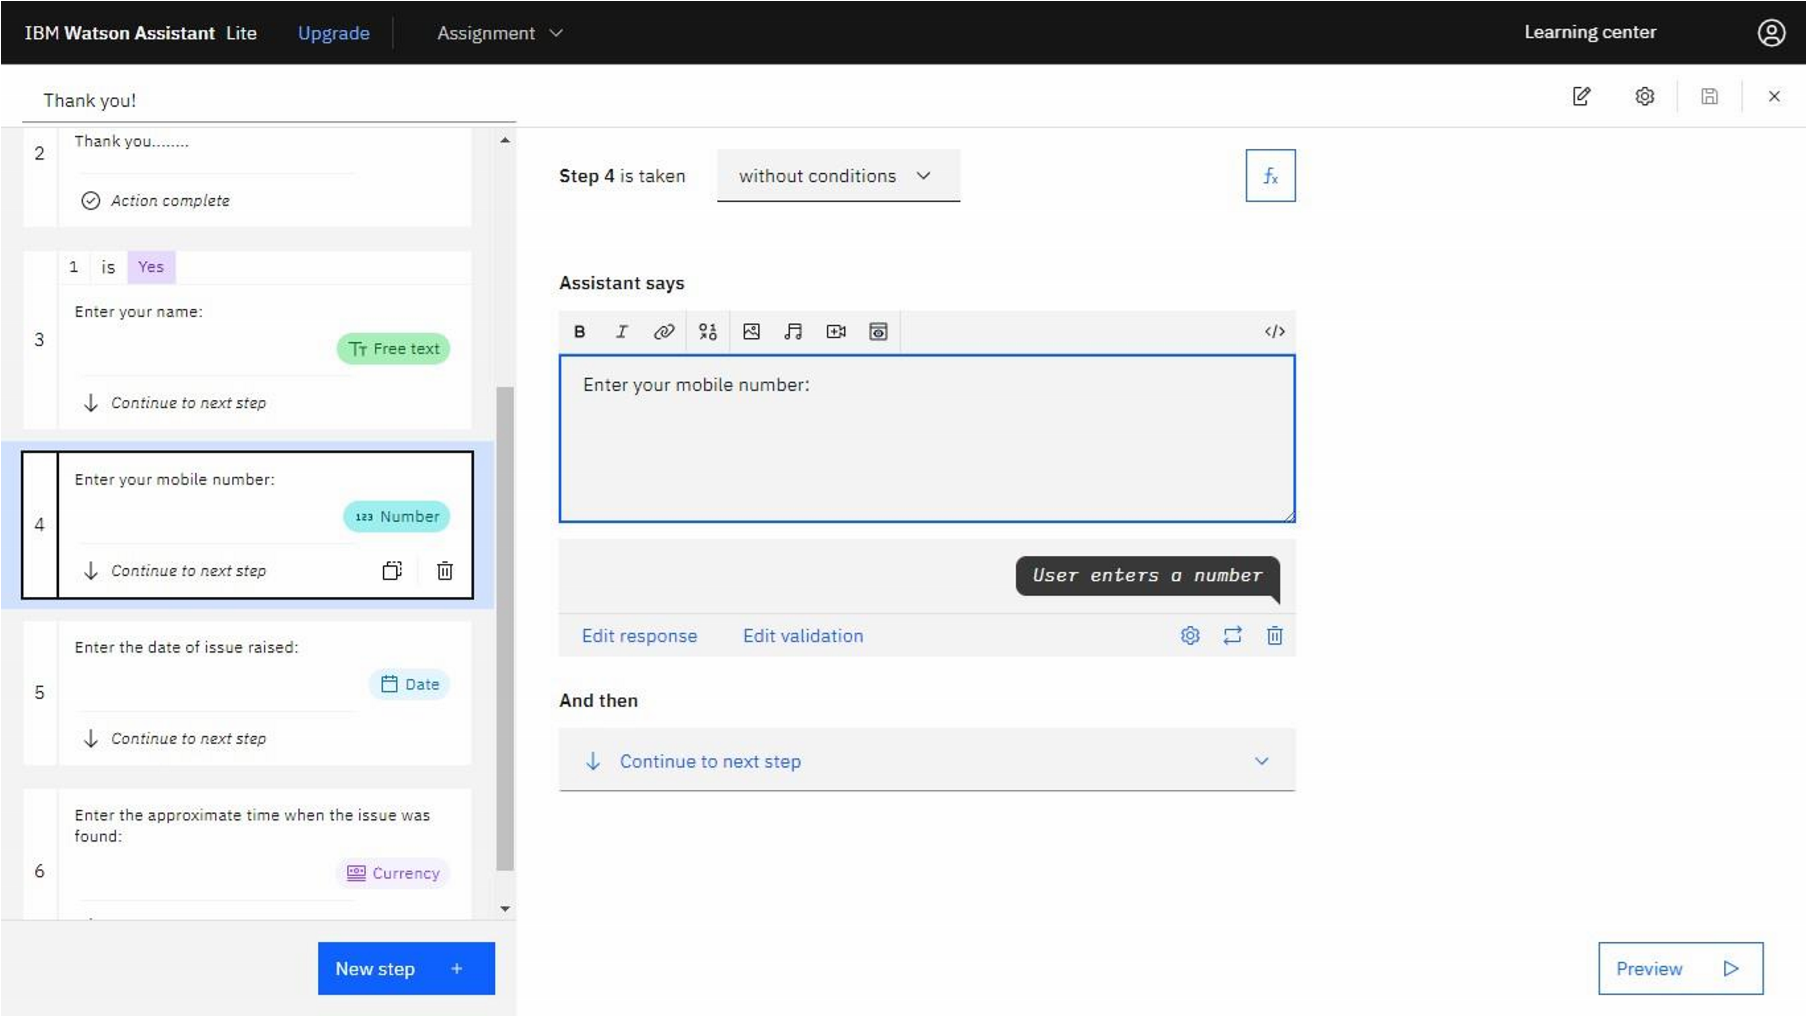 IBM Watson Assistant Lite Upgrade Assignment Learning center
Thank you!
2
Thank you........
Action complete
1 is Yes
3
Enter your name:
Free text
Continue to next step
4
Enter your mobile number:
123 Number
Continue to next step
5
Enter the date of issue raised:
Date
Continue to next step
6
Enter the approximate time when the issue was
found:
Currency
New step +
Step 4 is taken without conditions fx
Assistant says
B I </>
Enter your mobile number:
User enters a number
Edit response Edit validation
And then
Continue to next step
Preview